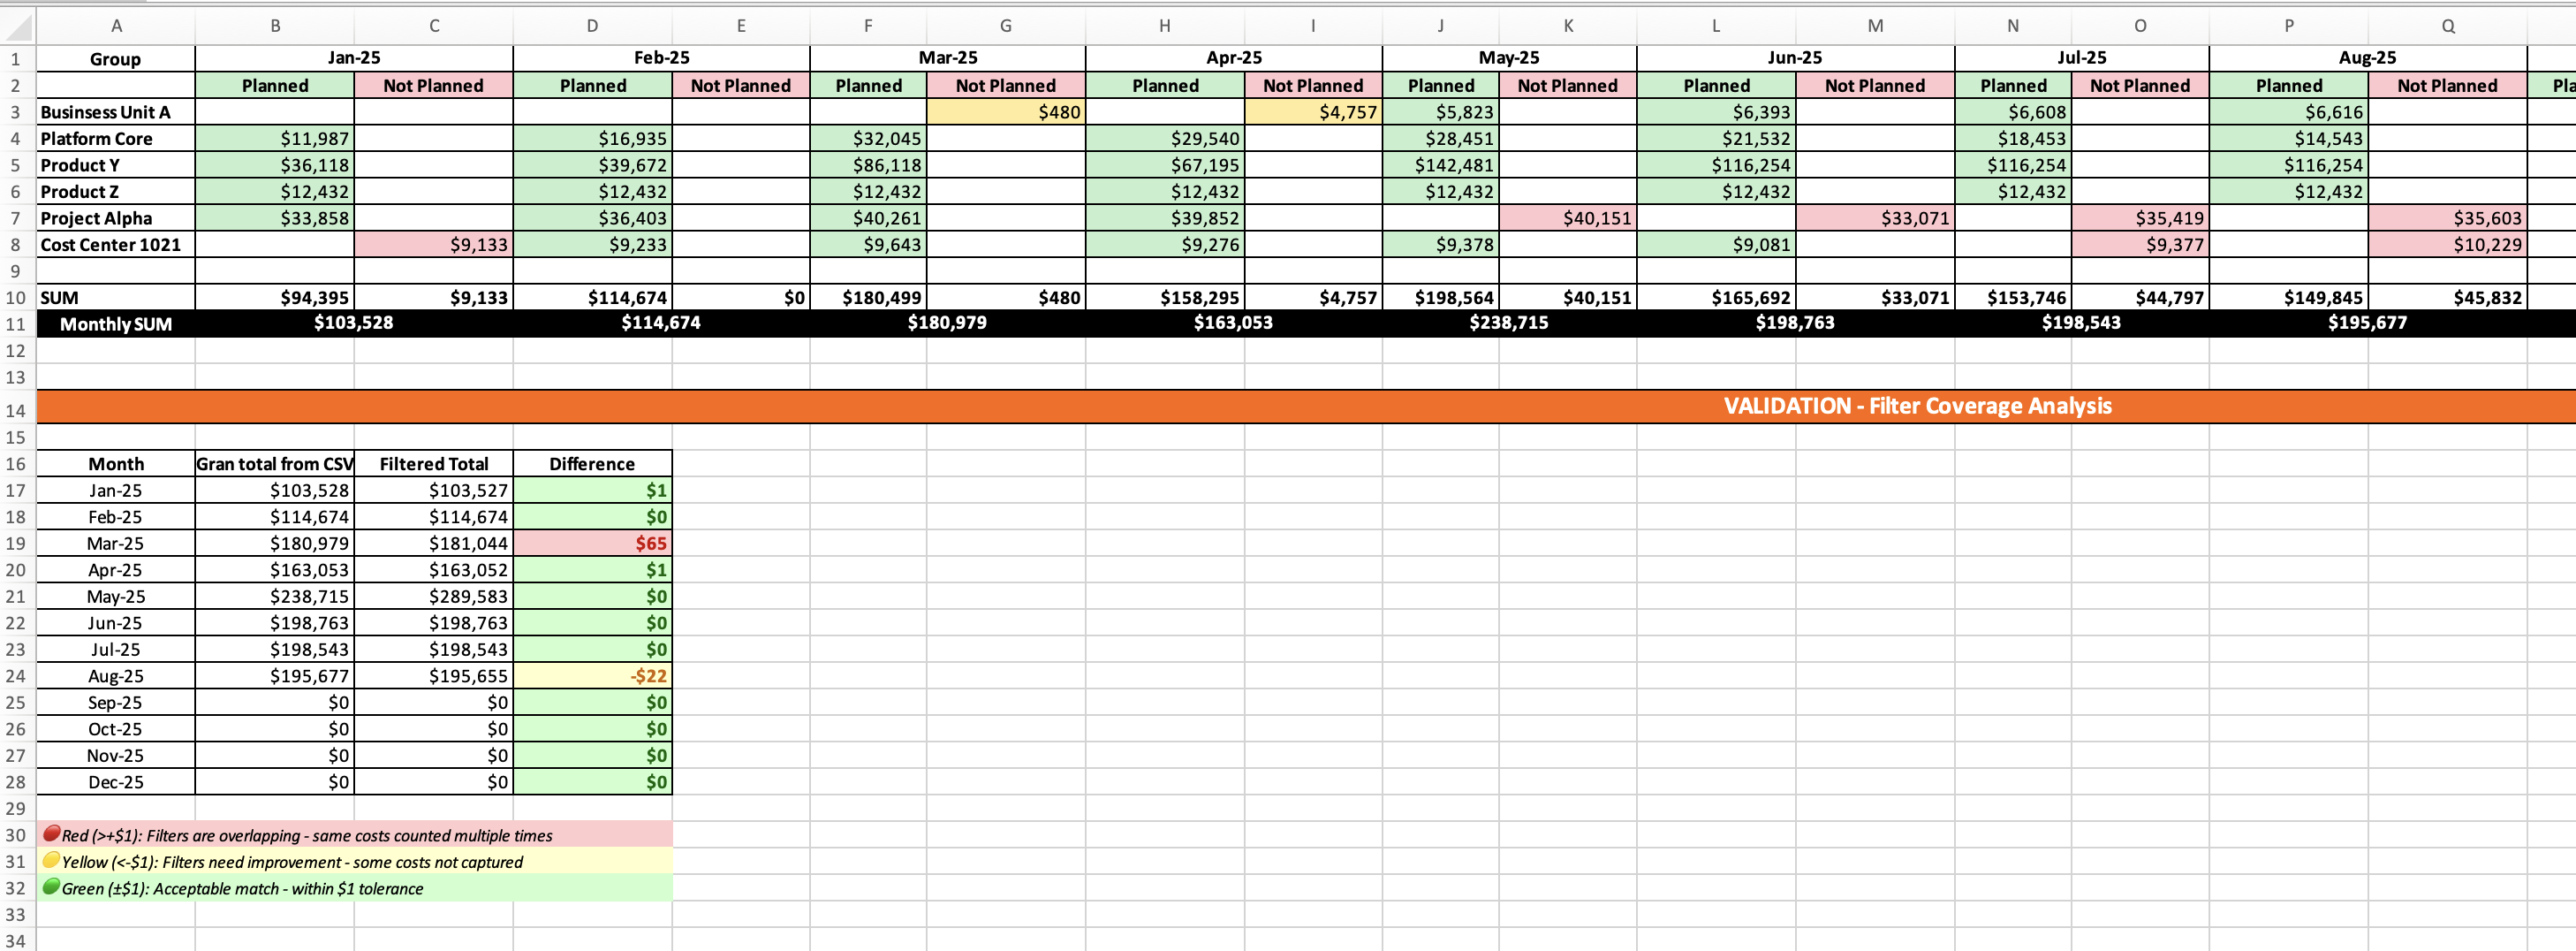 A B C D E F G H I J K L M N O P Q
1 Group Jan-25 Feb-25 Mar-25 Apr-25 May-25 Jun-25 Jul-25 Aug-25
2 Planned Not Planned Planned Not Planned Planned Not Planned Planned Not Planned Planned Not Planned Planned Not Planned Planned Not Planned Planned Not Planned Pla
3 Businsess Unit A $480 $4,757 $5,823 $6,393 $6,608 $6,616
4 Platform Core $11,987 $16,935 $32,045 $29,540 $28,451 $21,532 $18,453 $14,543
5 Product Y $36,118 $39,672 $86,118 $67,195 $142,481 $116,254 $116,254 $116,254
6 Product Z $12,432 $12,432 $12,432 $12,432 $12,432 $12,432 $12,432 $12,432
7 Project Alpha $33,858 $36,403 $40,261 $39,852 $40,151 $33,071 $35,419 $35,603
8 Cost Center 1021 $9,133 $9,233 $9,643 $9,276 $9,378 $9,081 $9,377 $10,229
9
10 SUM $94,395 $9,133 $114,674 $0 $180,499 $480 $158,295 $4,757 $198,564 $40,151 $165,692 $33,071 $153,746 $44,797 $149,845 $45,832
11 Monthly SUM $103,528 $114,674 $180,979 $163,053 $238,715 $198,763 $198,543 $195,677
12
13
14 VALIDATION - Filter Coverage Analysis
15
16 Month Gran total from CSV Filtered Total Difference
17 Jan-25 $103,528 $103,527 $1
18 Feb-25 $114,674 $114,674 $0
19 Mar-25 $180,979 $181,044 $65
20 Apr-25 $163,053 $163,052 $1
21 May-25 $238,715 $289,583 $0
22 Jun-25 $198,763 $198,763 $0
23 Jul-25 $198,543 $198,543 $0
24 Aug-25 $195,677 $195,655 -$22
25 Sep-25 $0 $0 $0
26 Oct-25 $0 $0 $0
27 Nov-25 $0 $0 $0
28 Dec-25 $0 $0 $0
29
30 Red (>+$1): Filters are overlapping - same costs counted multiple times
31 Yellow (<-$1): Filters need improvement - some costs not captured
32 Green (±$1): Acceptable match - within $1 tolerance
33
34